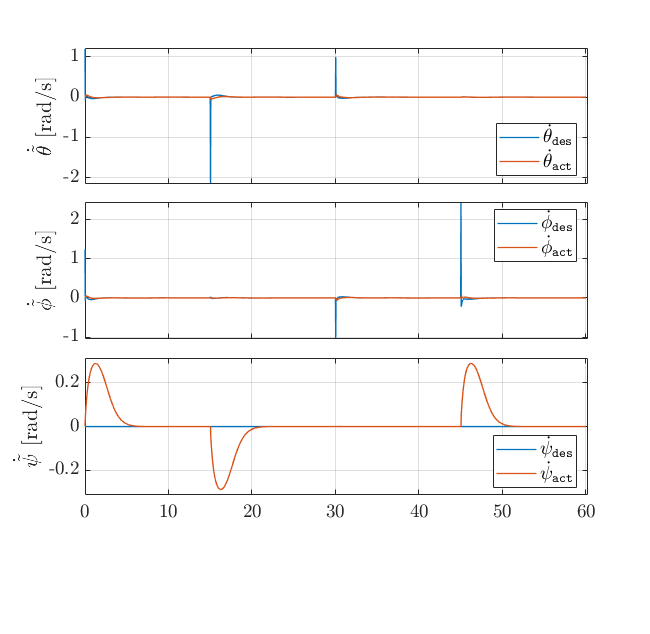 1
0
-1
-2
θ̃̇ [rad/s]
θ̇des
θ̇act
2
1
0
-1
ϕ̃̇ [rad/s]
ϕ̇des
ϕ̇act
0.2
0
-0.2
ψ̃̇ [rad/s]
ψ̇des
ψ̇act
0 10 20 30 40 50 60